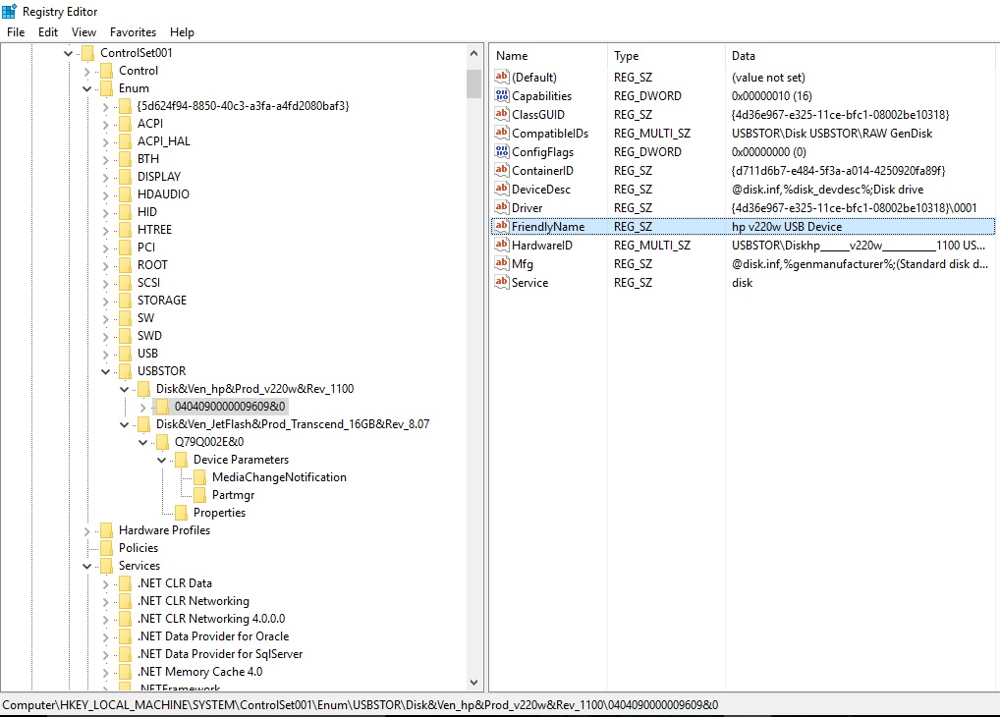 Registry Editor
File Edit View Favorites Help
ControlSet001
Control
Enum
{5d624f94-8850-40c3-a3fa-a4fd2080baf3}
ACPI
ACPI_HAL
BTH
DISPLAY
HDAUDIO
HID
HTREE
PCI
ROOT
SCSI
STORAGE
SW
SWD
USB
USBSTOR
Disk&Ven_hp&Prod_v220w&Rev_1100
0404090000009609&0
Disk&Ven_JetFlash&Prod_Transcend_16GB&Rev_8.07
Q79Q002E&0
Device Parameters
MediaChangeNotification
Partmgr
Properties
Hardware Profiles
Policies
Services
.NET CLR Data
.NET CLR Networking
.NET CLR Networking 4.0.0.0
.NET Data Provider for Oracle
.NET Data Provider for SqlServer
.NET Memory Cache 4.0
.NETFramework
Name Type Data
(Default) REG_SZ (value not set)
Capabilities REG_DWORD 0x00000010 (16)
ClassGUID REG_SZ {4d36e967-e325-11ce-bfc1-08002be10318}
CompatibleIDs REG_MULTI_SZ USBSTOR\Disk USBSTOR\RAW GenDisk
ConfigFlags REG_DWORD 0x00000000 (0)
ContainerID REG_SZ {d711d6b7-e484-5f3a-a014-4250920fa89f}
DeviceDesc REG_SZ @disk.inf,%disk_devdesc%;Disk drive
Driver REG_SZ {4d36e967-e325-11ce-bfc1-08002be10318}\0001
FriendlyName REG_SZ hp v220w USB Device
HardwareID REG_MULTI_SZ USBSTOR\Diskhp______v220w___________1100 US...
Mfg REG_SZ @disk.inf,%genmanufacturer%;(Standard disk d...
Service REG_SZ disk
Computer\HKEY_LOCAL_MACHINE\SYSTEM\ControlSet001\Enum\USBSTOR\Disk&Ven_hp&Prod_v220w&Rev_1100\0404090000009609&0